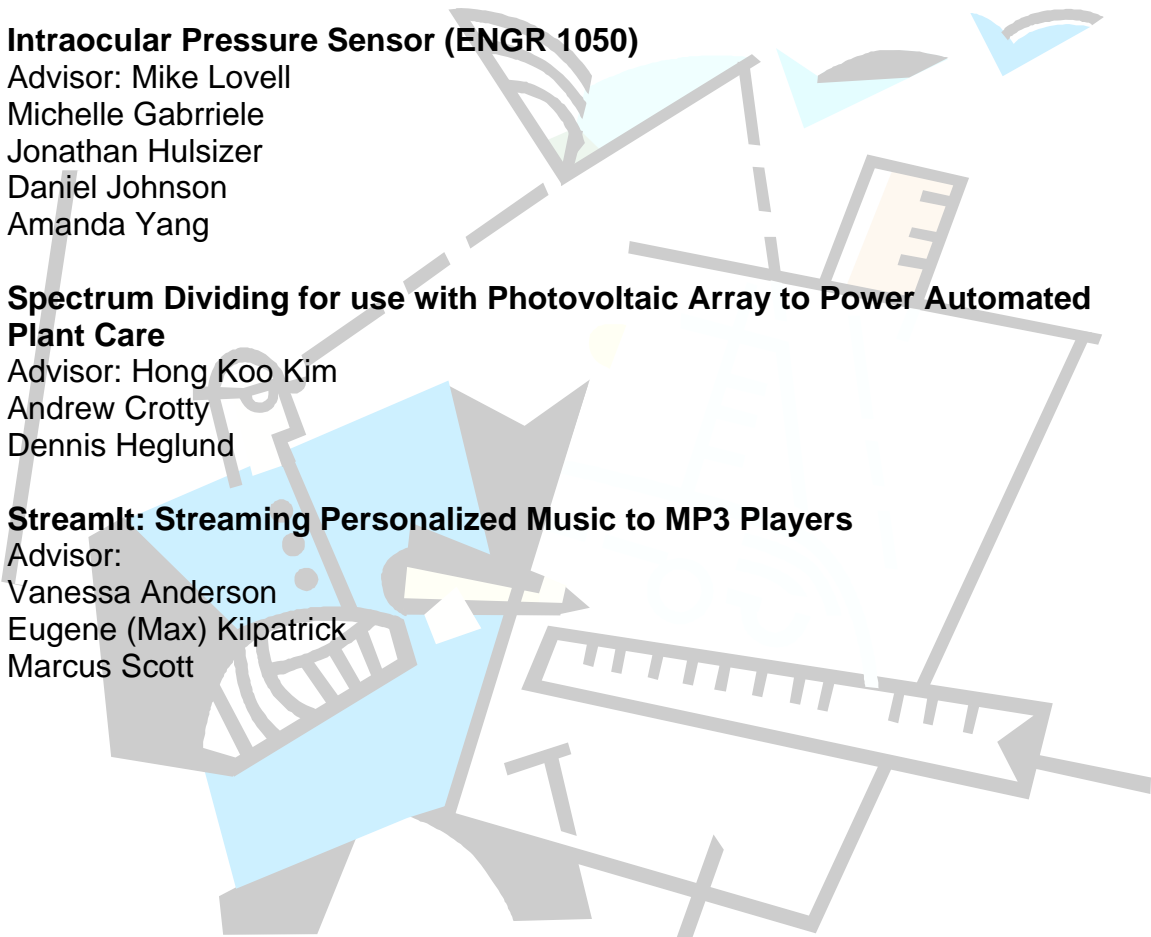 Intraocular Pressure Sensor (ENGR 1050)
Advisor: Mike Lovell
Michelle Gabrriele
Jonathan Hulsizer
Daniel Johnson
Amanda Yang
Spectrum Dividing for use with Photovoltaic Array to Power Automated
Plant Care
Advisor: Hong Koo Kim
Andrew Crotty
Dennis Heglund
StreamIt: Streaming Personalized Music to MP3 Players
Advisor:
Vanessa Anderson
Eugene (Max) Kilpatrick
Marcus Scott